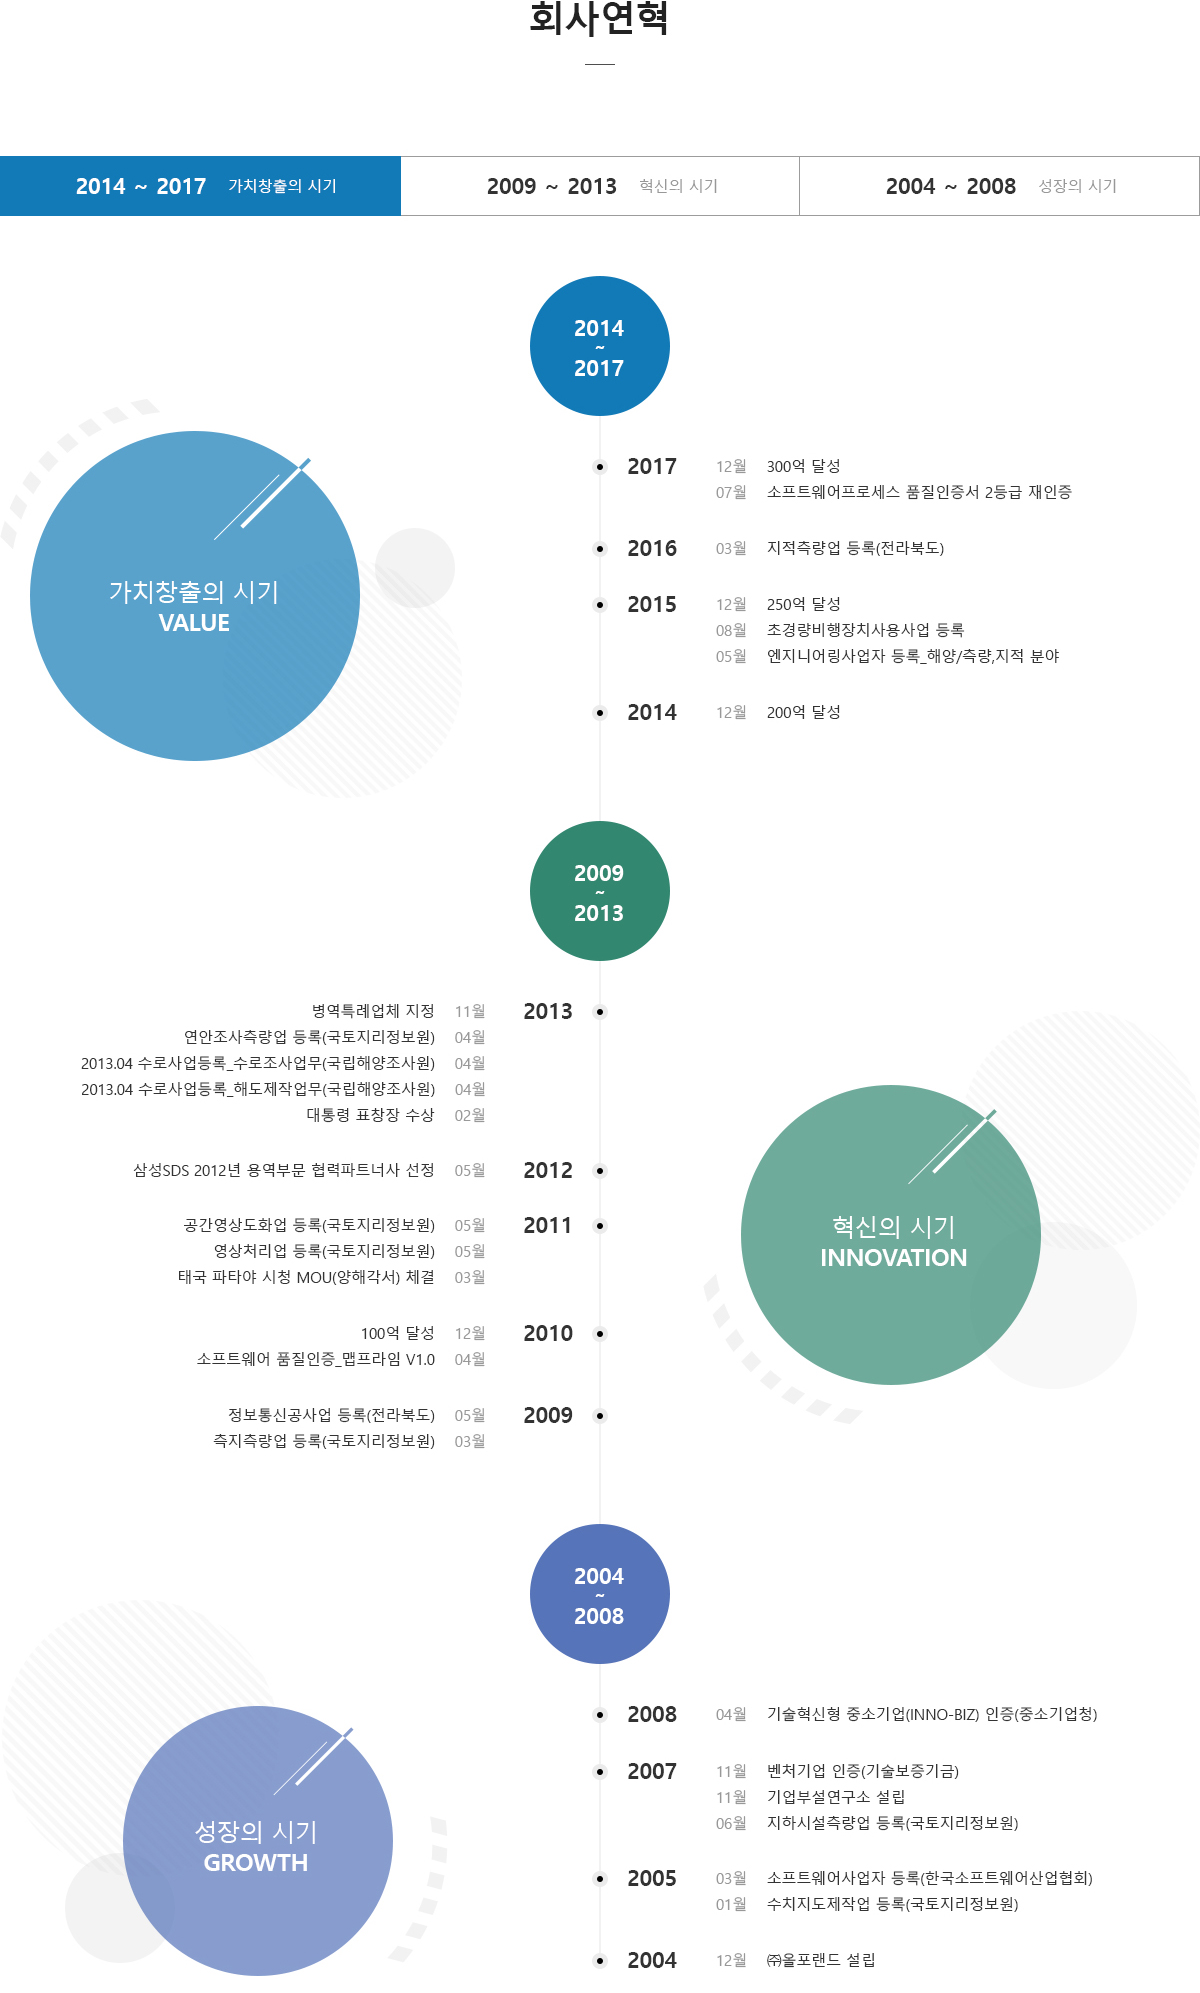 회사연혁
2014 ~ 2017 가치창출의 시기
2009 ~ 2013 혁신의 시기
2004 ~ 2008 성장의 시기
2014
~
2017
가치창출의 시기
VALUE
2017 12월 300억 달성
07월 소프트웨어프로세스 품질인증서 2등급 재인증
2016 03월 지적측량업 등록(전라북도)
2015 12월 250억 달성
08월 초경량비행장치사용사업 등록
05월 엔지니어링사업자 등록_해양/측량,지적 분야
2014 12월 200억 달성
2009
~
2013
병역특례업체 지정 11월 2013
연안조사측량업 등록(국토지리정보원) 04월
2013.04 수로사업등록_수로조사업무(국립해양조사원) 04월
2013.04 수로사업등록_해도제작업무(국립해양조사원) 04월
대통령 표창장 수상 02월
삼성SDS 2012년 용역부문 협력파트너사 선정 05월 2012
공간영상도화업 등록(국토지리정보원) 05월 2011
영상처리업 등록(국토지리정보원) 05월
태국 파타야 시청 MOU(양해각서) 체결 03월
100억 달성 12월 2010
소프트웨어 품질인증_맵프라임 V1.0 04월
정보통신공사업 등록(전라북도) 05월 2009
측지측량업 등록(국토지리정보원) 03월
혁신의 시기
INNOVATION
2004
~
2008
성장의 시기
GROWTH
2008 04월 기술혁신형 중소기업(INNO-BIZ) 인증(중소기업청)
2007 11월 벤처기업 인증(기술보증기금)
11월 기업부설연구소 설립
06월 지하시설측량업 등록(국토지리정보원)
2005 03월 소프트웨어사업자 등록(한국소프트웨어산업협회)
01월 수치지도제작업 등록(국토지리정보원)
2004 12월 ㈜올포랜드 설립